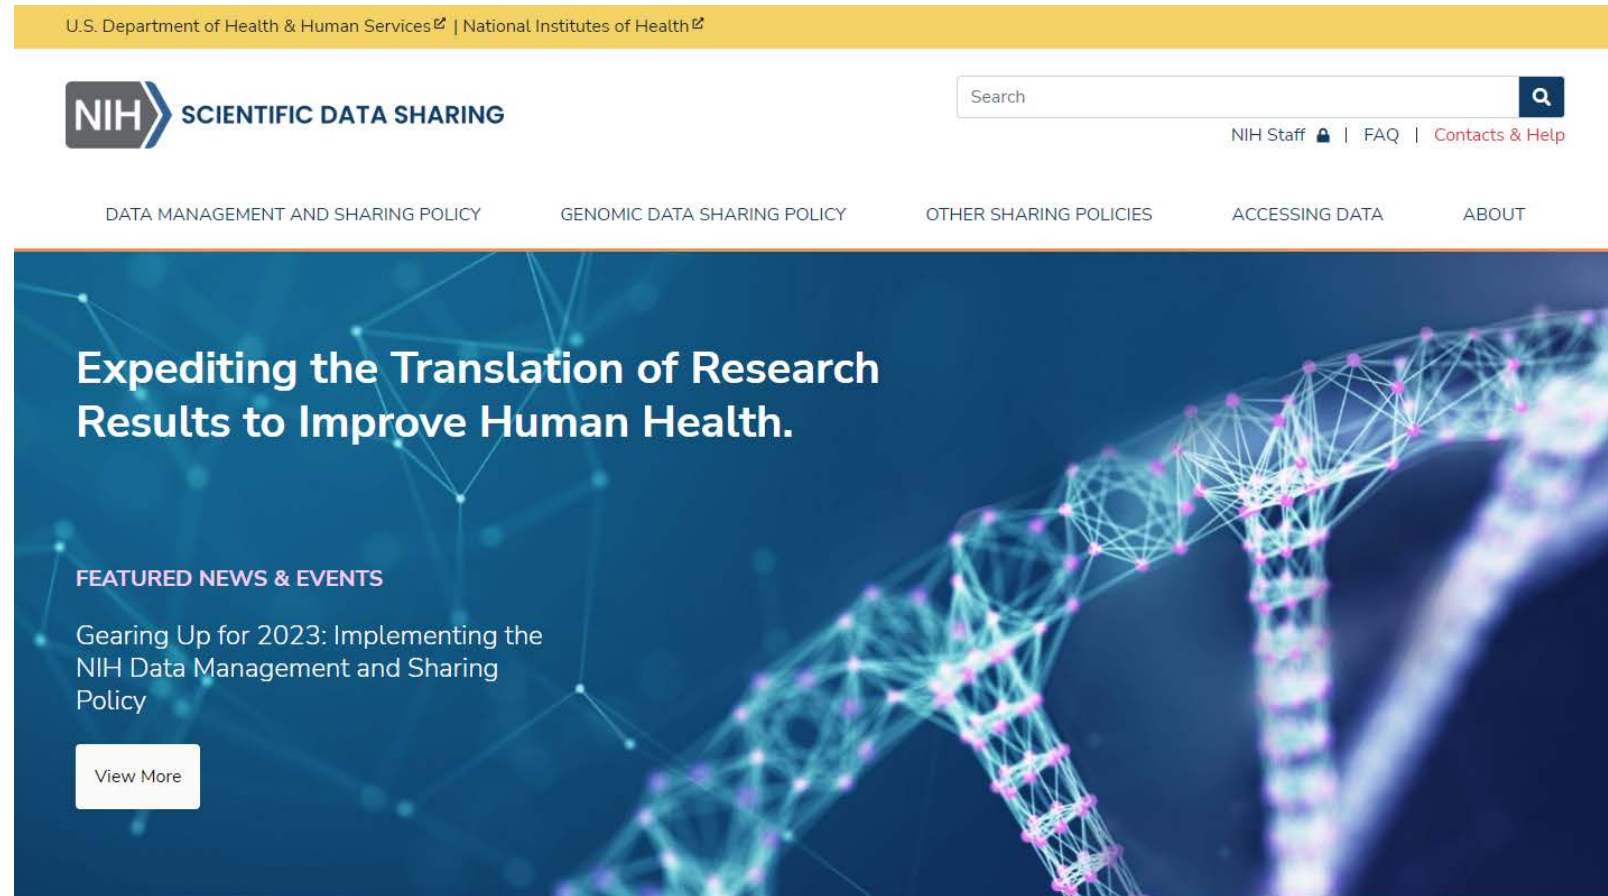 U.S. Department of Health & Human Services | National Institutes of Health
NIH SCIENTIFIC DATA SHARING
Search
NIH Staff | FAQ | Contacts & Help
DATA MANAGEMENT AND SHARING POLICY GENOMIC DATA SHARING POLICY OTHER SHARING POLICIES ACCESSING DATA ABOUT
Expediting the Translation of Research
Results to Improve Human Health.
FEATURED NEWS & EVENTS
Gearing Up for 2023: Implementing the
NIH Data Management and Sharing
Policy
View More